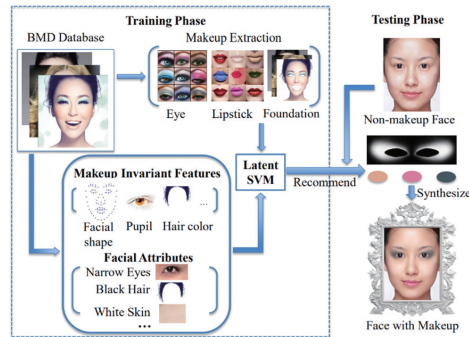 Training Phase
Testing Phase
BMD Database
Makeup Extraction
Eye
Lipstick
Foundation
Non-makeup Face
Makeup Invariant Features
Facial shape
Pupil
Hair color
...
Facial Attributes
Narrow Eyes
Black Hair
White Skin
...
Latent
SVM
Recommend
Synthesize
Face with Makeup